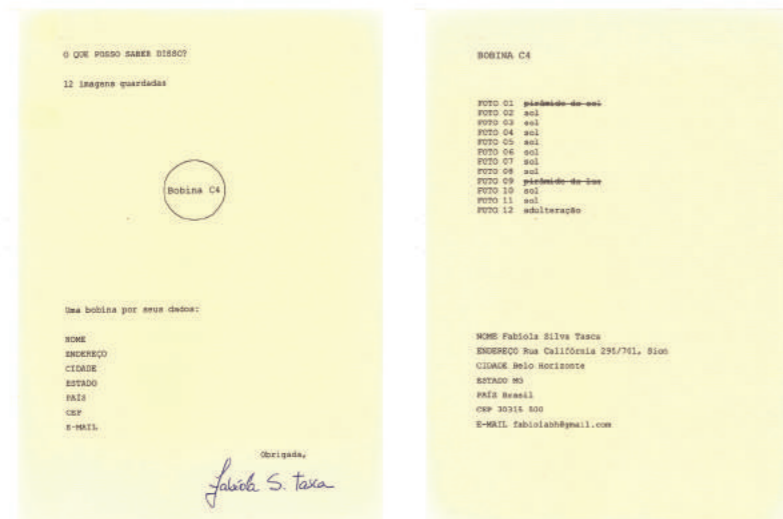 O QUE POSSO SABER DISSO?
12 imagens guardadas
Bobina C4
Uma bobina por seus dados:
NOME
ENDEREÇO
CIDADE
ESTADO
PAÍS
CEP
E-MAIL
Obrigada,
Fabíola S. Tasca
BOBINA C4
FOTO 01 pirâmide do sol
FOTO 02 sol
FOTO 03 sol
FOTO 04 sol
FOTO 05 sol
FOTO 06 sol
FOTO 07 sol
FOTO 08 sol
FOTO 09 pirâmide da lua
FOTO 10 sol
FOTO 11 sol
FOTO 12 adulteração
NOME Fabíola Silva Tasca
ENDEREÇO Rua Califórnia 295/701, Sion
CIDADE Belo Horizonte
ESTADO MG
PAÍS Brasil
CEP 30315 500
E-MAIL fabiolabh@gmail.com